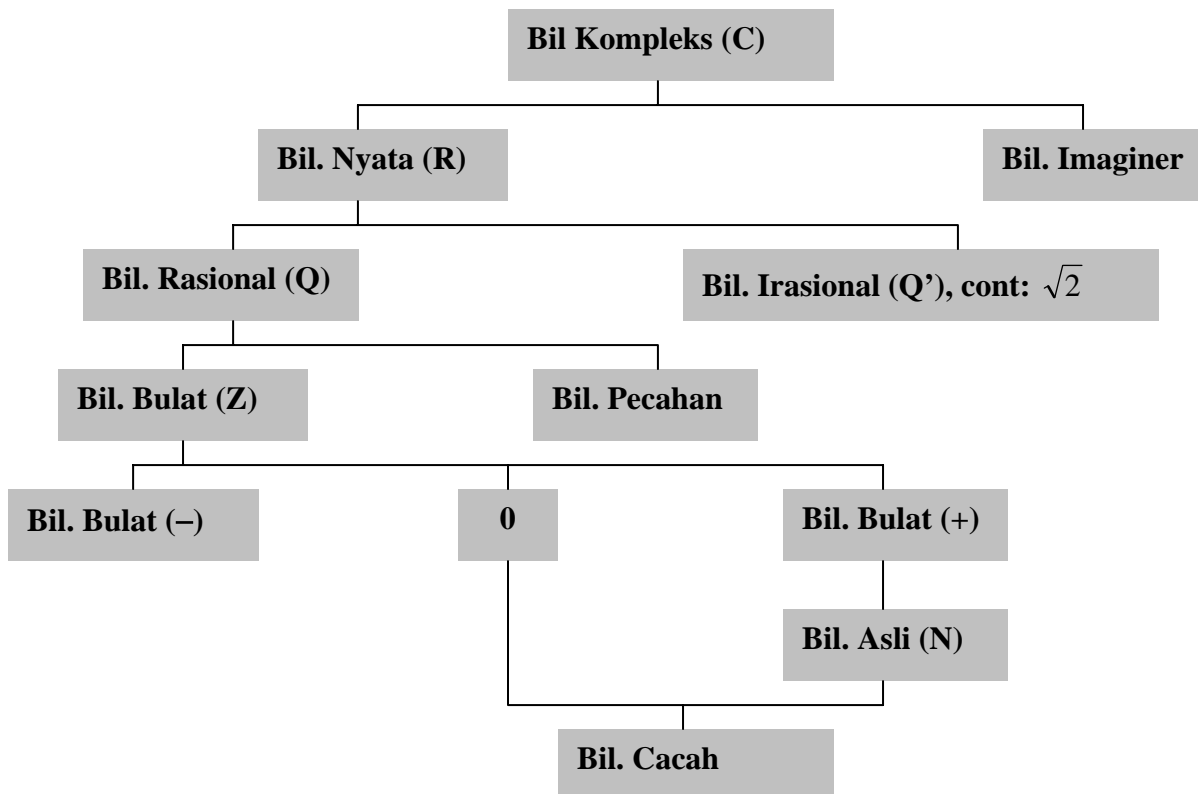 Bil Kompleks (C)
Bil. Nyata (R)
Bil. Imaginer
Bil. Rasional (Q)
Bil. Irasional (Q’), cont: √2
Bil. Bulat (Z)
Bil. Pecahan
Bil. Bulat (−)
0
Bil. Bulat (+)
Bil. Asli (N)
Bil. Cacah